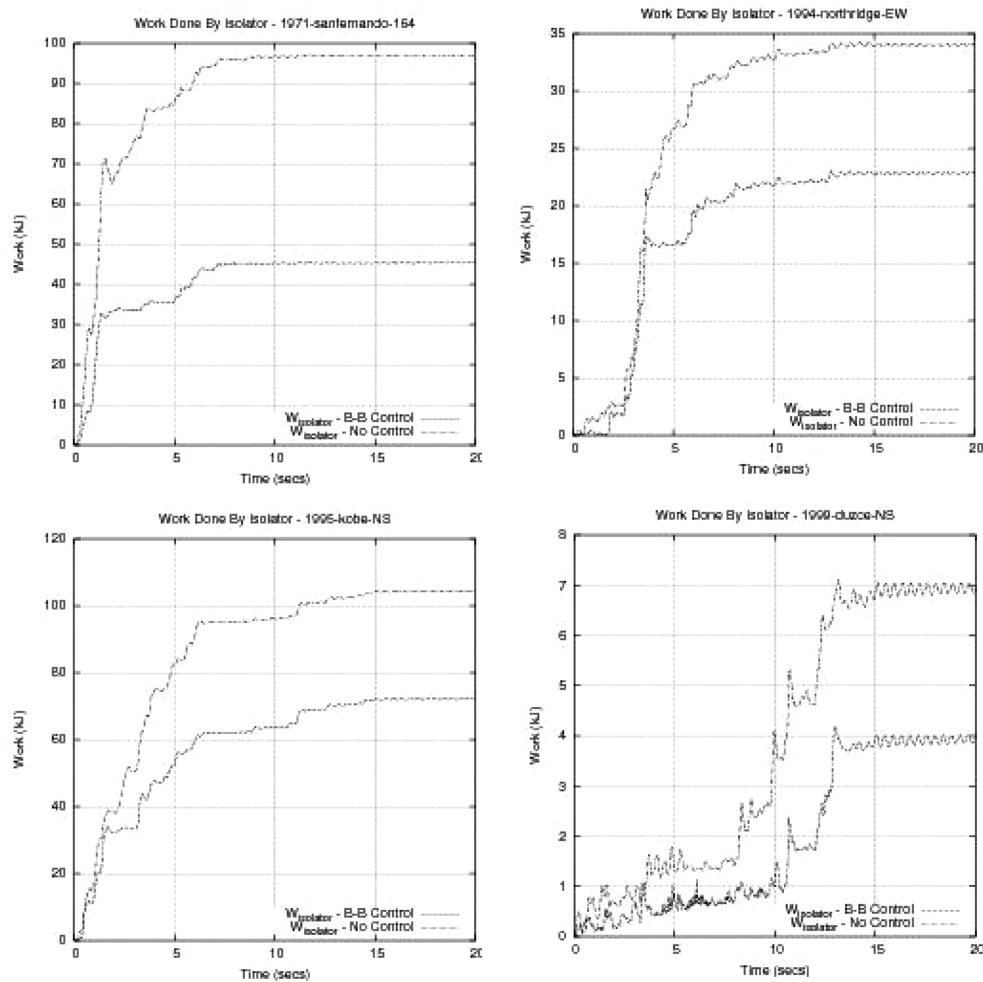 Work Done By Isolator - 1971-sanfernando-164
100
90
80
70
60
50
40
30
20
10
0
Work (kJ)
W isolator - B-B Control
W isolator - No Control
0 5 10 15 20
Time (secs)
Work Done By Isolator - 1994-northridge-EW
35
30
25
20
15
10
5
0
Work (kJ)
W isolator - B-B Control
W isolator - No Control
0 5 10 15 20
Time (secs)
Work Done By Isolator - 1995-kobe-NS
120
100
80
60
40
20
0
Work (kJ)
W isolator - B-B Control
W isolator - No Control
0 5 10 15 20
Time (secs)
Work Done By Isolator - 1999-duzce-NS
8
7
6
5
4
3
2
1
0
Work (kJ)
W isolator - B-B Control
W isolator - No Control
0 5 10 15 20
Time (secs)